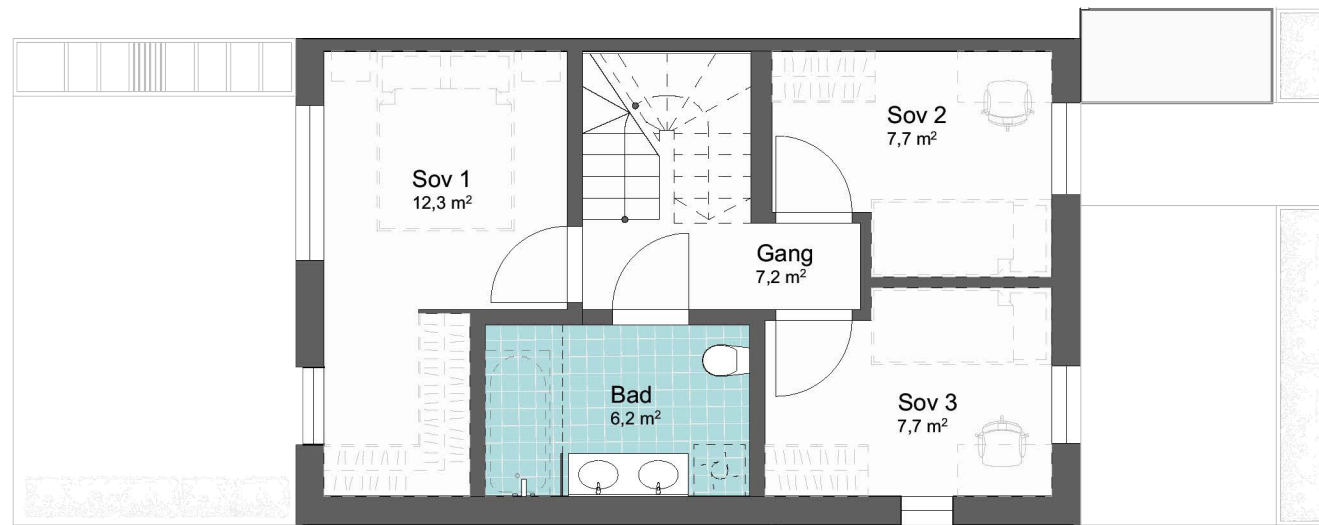 Sov 1
12,3 m²
Sov 2
7,7 m²
Gang
7,2 m²
Bad
6,2 m²
Sov 3
7,7 m²